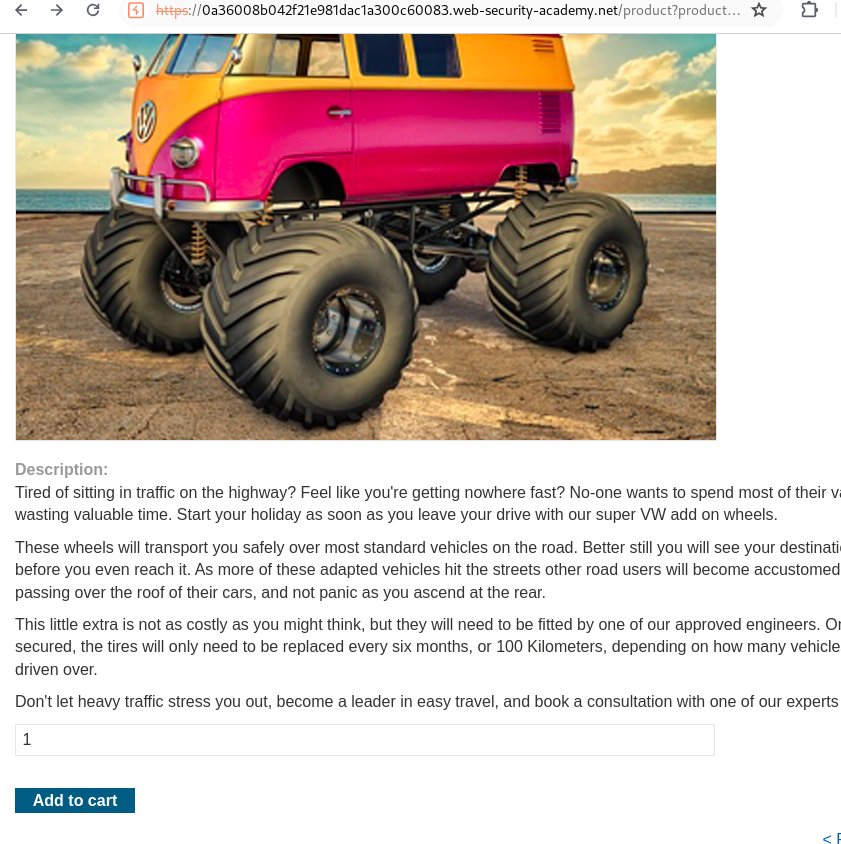 https://0a36008b042f21e981dac1a300c60083.web-security-academy.net/product?product…
Description:
Tired of sitting in traffic on the highway? Feel like you're getting nowhere fast? No-one wants to spend most of their
wasting valuable time. Start your holiday as soon as you leave your drive with our super VW add on wheels.
These wheels will transport you safely over most standard vehicles on the road. Better still you will see your
before you even reach it. As more of these adapted vehicles hit the streets other road users will become accustomed
passing over the roof of their cars, and not panic as you ascend at the rear.
This little extra is not as costly as you might think, but they will need to be fitted by one of our approved engineers.
secured, the tires will only need to be replaced every six months, or 100 Kilometers, depending on how many
driven over.
Don't let heavy traffic stress you out, become a leader in easy travel, and book a consultation with one of our experts
1
Add to cart
<